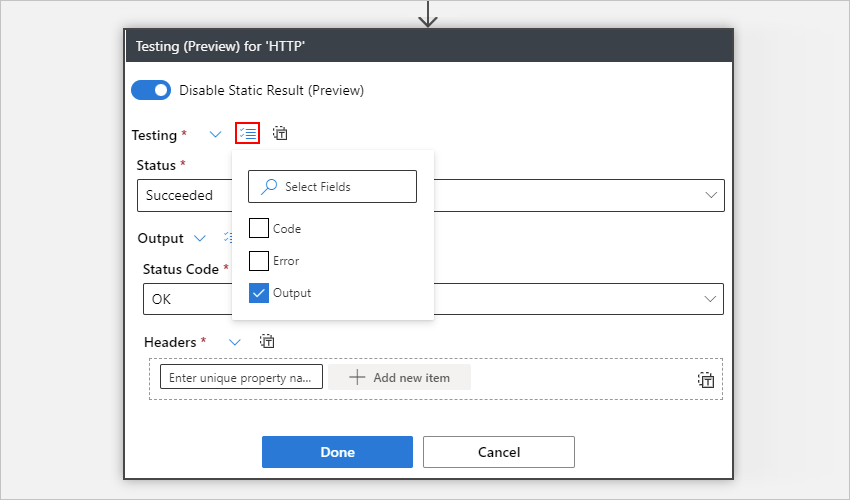 Testing (Preview) for 'HTTP'
Disable Static Result (Preview)
Testing *
Status *
Select Fields
Succeeded
Code
Output
Error
Status Code *
Output
OK
Headers *
Enter unique property na...
Add new item
Done
Cancel